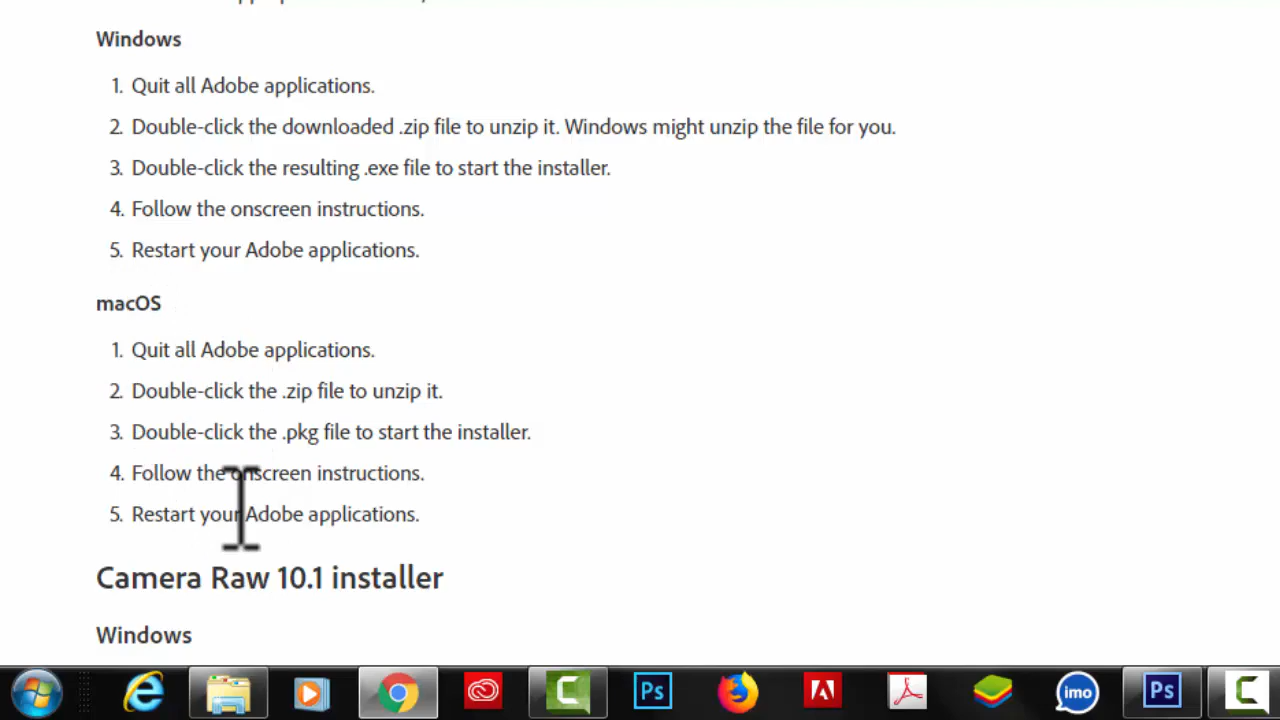 Windows
1. Quit all Adobe applications.
2. Double-click the downloaded .zip file to unzip it. Windows might unzip the file for you.
3. Double-click the resulting .exe file to start the installer.
4. Follow the onscreen instructions.
5. Restart your Adobe applications.
macOS
1. Quit all Adobe applications.
2. Double-click the .zip file to unzip it.
3. Double-click the .pkg file to start the installer.
4. Follow the onscreen instructions.
5. Restart your Adobe applications.
Camera Raw 10.1 installer
Windows
Ps
imo
Ps